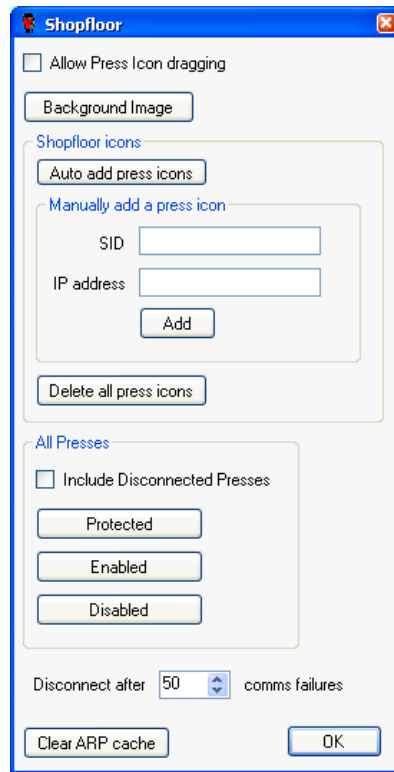 Shopfloor
Allow Press Icon dragging
Background Image
Shopfloor icons
Auto add press icons
Manually add a press icon
SID
IP address
Add
Delete all press icons
All Presses
Include Disconnected Presses
Protected
Enabled
Disabled
Disconnect after 50 comms failures
Clear ARP cache OK